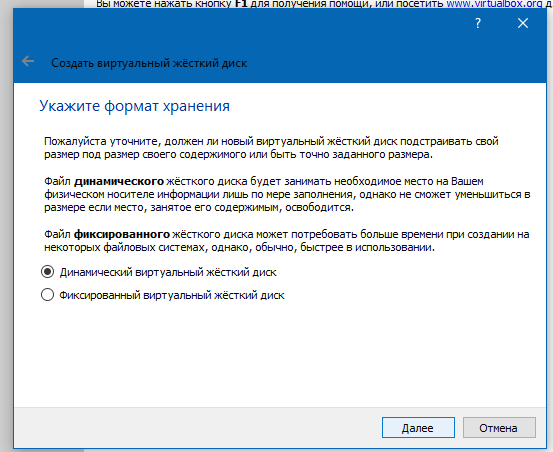 Вы можете нажать кнопку F1 для получения помощи, или посетить www.virtualbox.org д
?
Создать виртуальный жёсткий диск
Укажите формат хранения
Пожалуйста уточните, должен ли новый виртуальный жёсткий диск подстраивать свой
размер под размер своего содержимого или быть точно заданного размера.
Файл динамического жёсткого диска будет занимать необходимое место на Вашем
физическом носителе информации лишь по мере заполнения, однако не сможет уменьшиться в
размере если место, занятое его содержимым, освободится.
Файл фиксированного жёсткого диска может потребовать больше времени при создании на
некоторых файловых системах, однако, обычно, быстрее в использовании.
Динамический виртуальный жёсткий диск
Фиксированный виртуальный жёсткий диск
Далее
Отмена